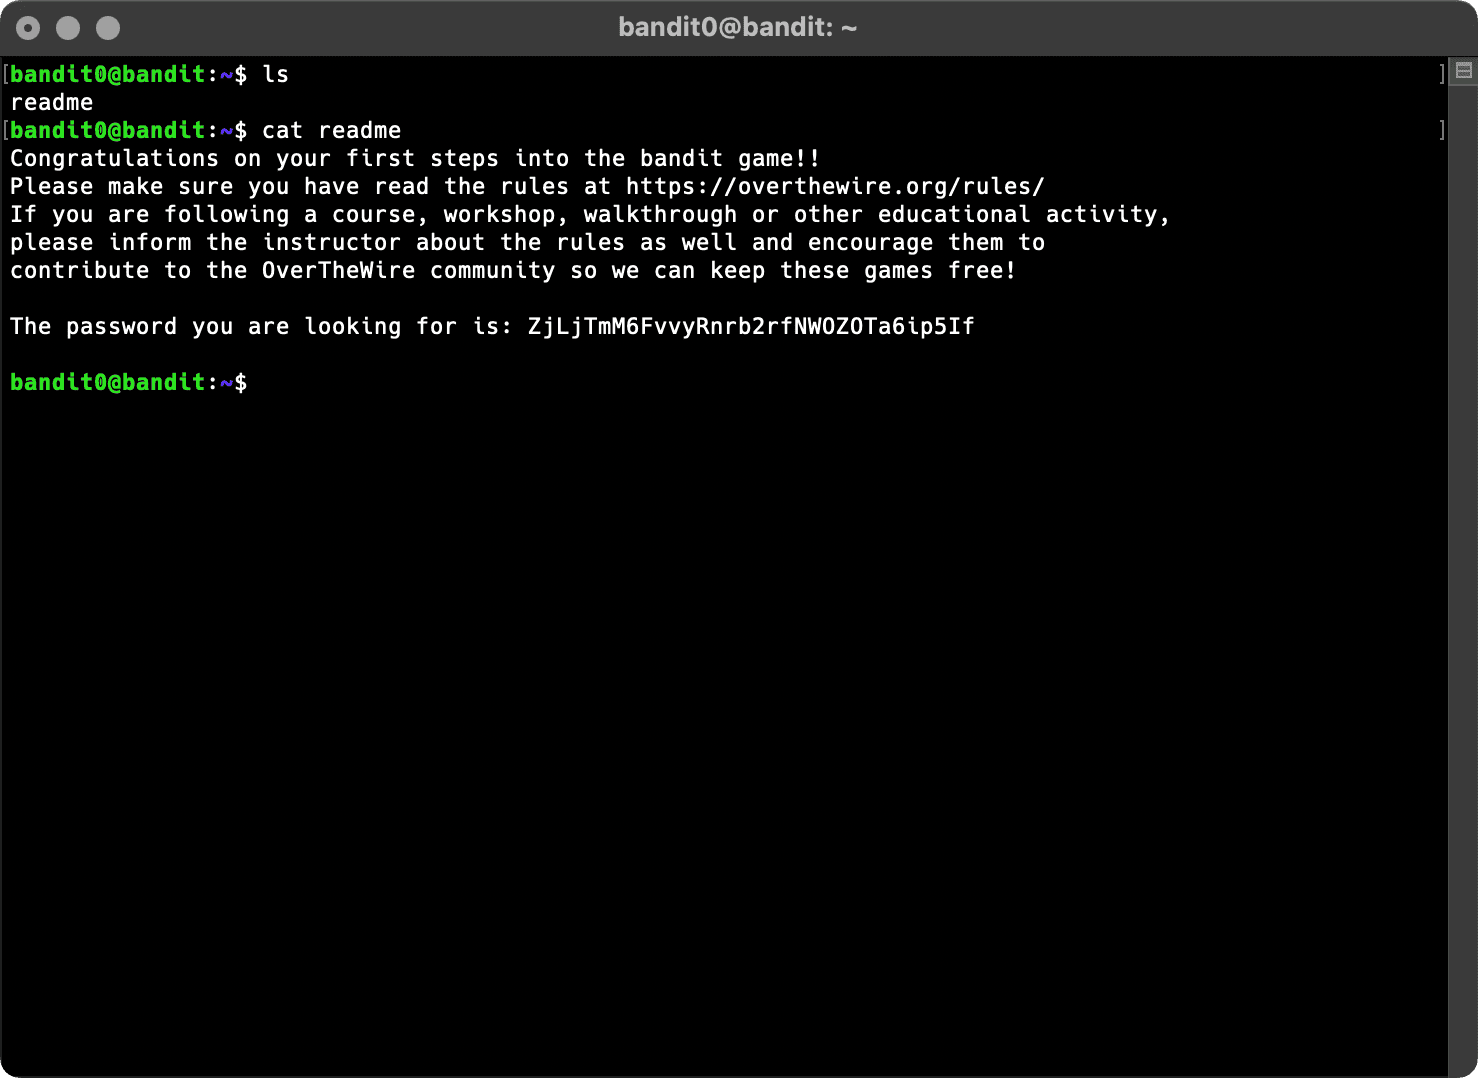 bandit0@bandit: ~
[bandit0@bandit:~$ ls ]
readme
[bandit0@bandit:~$ cat readme ]
Congratulations on your first steps into the bandit game!!
Please make sure you have read the rules at https://overthewire.org/rules/
If you are following a course, workshop, walkthrough or other educational activity,
please inform the instructor about the rules as well and encourage them to
contribute to the OverTheWire community so we can keep these games free!
The password you are looking for is: ZjLjTmM6FvvyRnrb2rfNWOZOTa6ip5If
bandit0@bandit:~$